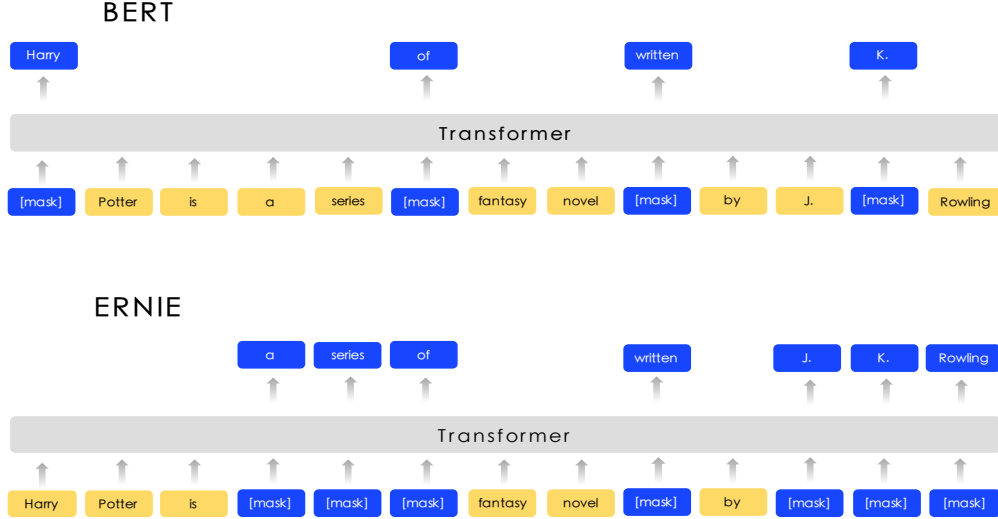 BERT
Harry of written K.
Transformer
[mask] Potter is a series [mask] fantasy novel [mask] by J. [mask] Rowling
ERNIE
a series of written J. K. Rowling
Transformer
Harry Potter is [mask] [mask] [mask] fantasy novel [mask] by [mask] [mask] [mask]